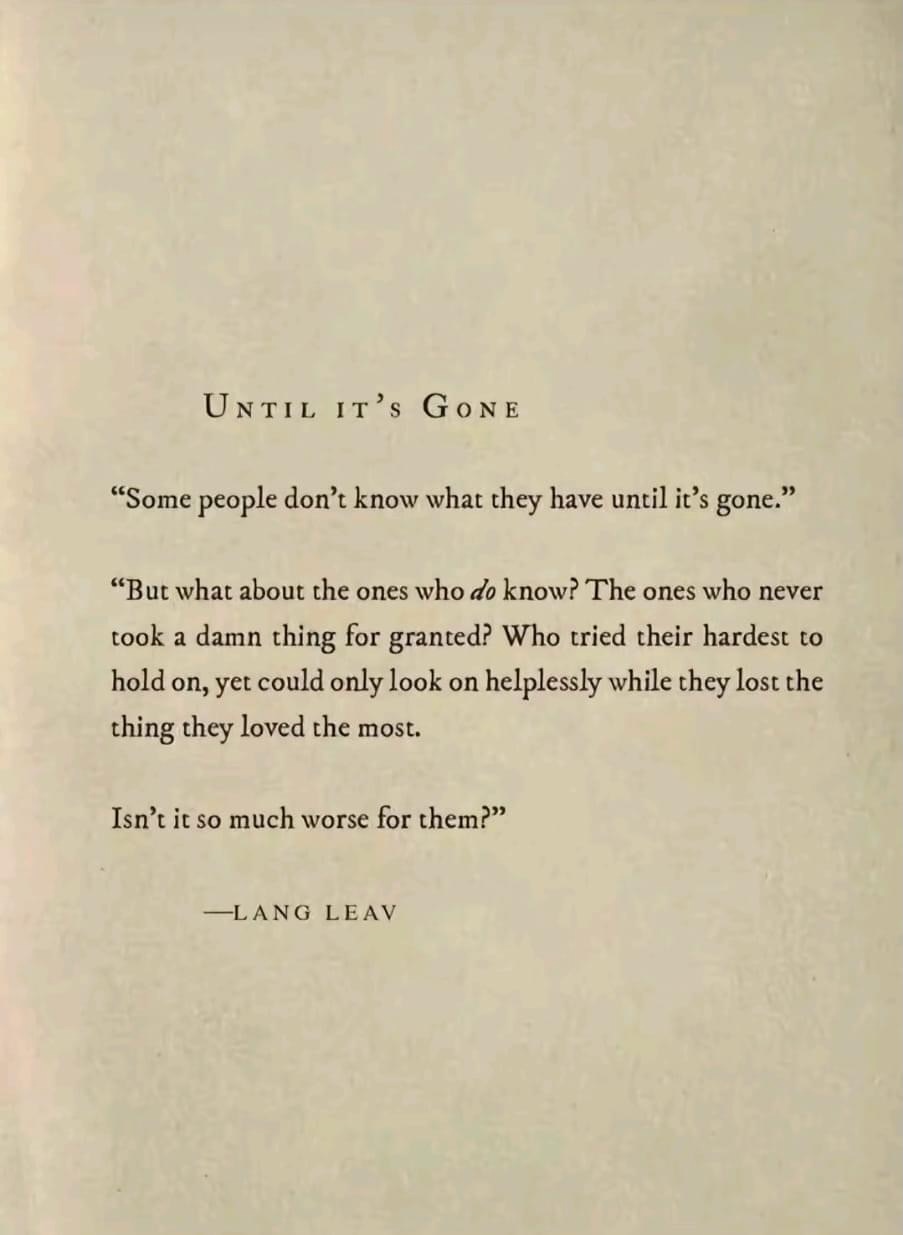 UNTIL IT'S GONE
“Some people don’t know what they have until it’s gone.”
“But what about the ones who do know? The ones who never
took a damn thing for granted? Who tried their hardest to
hold on, yet could only look on helplessly while they lost the
thing they loved the most.
Isn’t it so much worse for them?”
—LANG LEAV